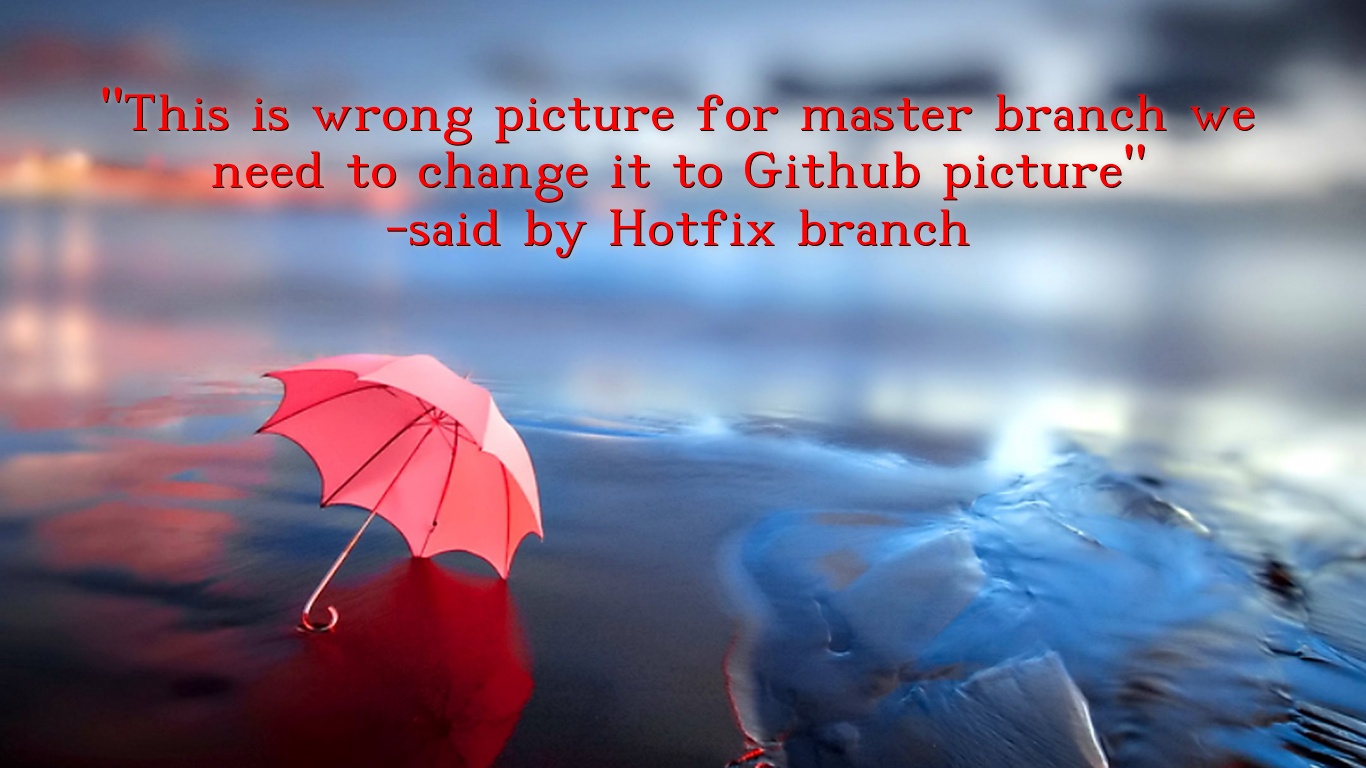 "This is wrong picture for master branch we
need to change it to Github picture"
-said by Hotfix branch